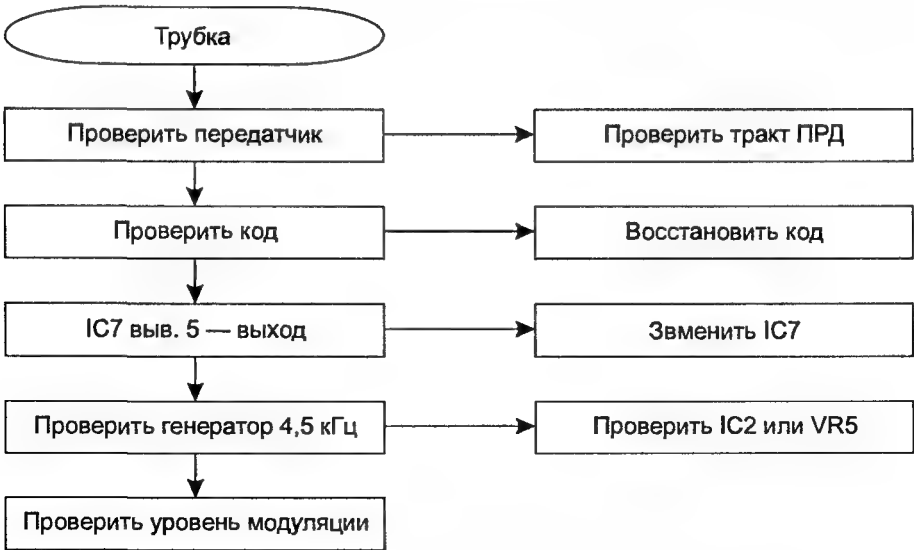 Трубка
Проверить передатчик
Проверить тракт ПРД
Проверить код
Восстановить код
IC7 выв. 5 — выход
Звменить IC7
Проверить генератор 4,5 кГц
Проверить IC2 или VR5
Проверить уровень модуляции